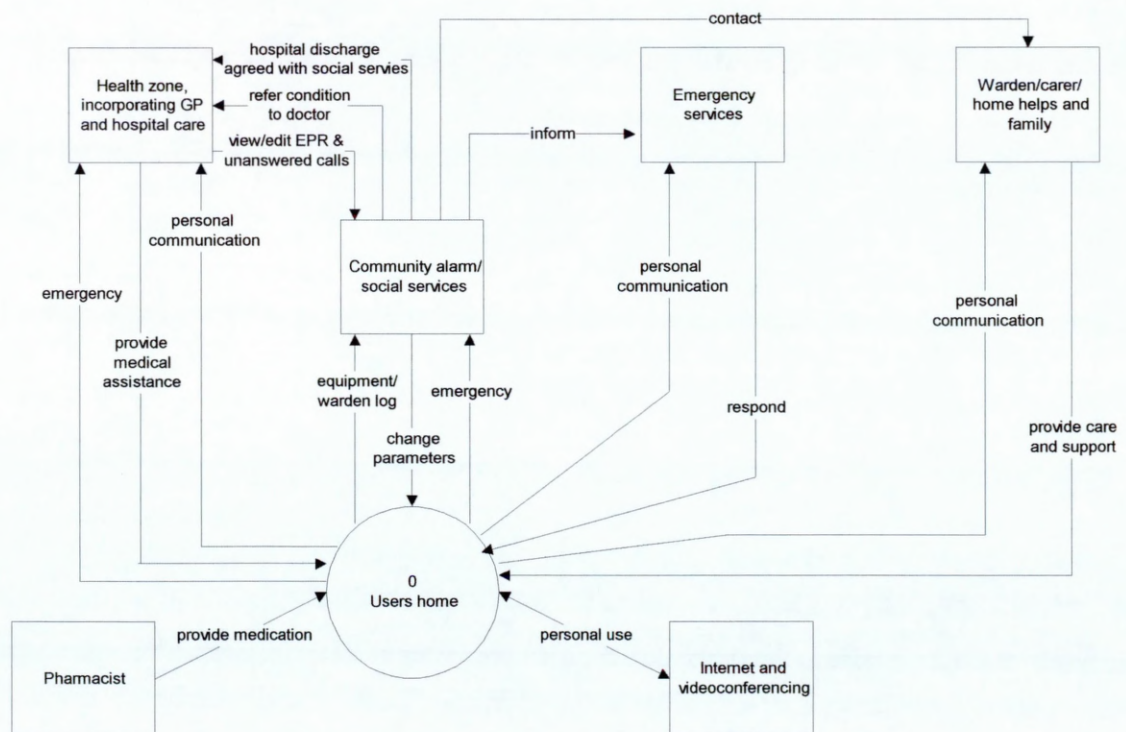 contact
hospital discharge
agreed with social servies
Health zone,
incorporating GP
and hospital care
refer condition
to doctor
view/edit EPR &
unanswered calls
Emergency
services
inform
Warden/carer/
home helps and
family
personal
communication
Community alarm/
social services
emergency
personal
communication
personal
communication
provide
medical
assistance
equipment/
warden log
emergency
respond
change
parameters
provide care
and support
0
Users home
provide medication
personal use
Pharmacist
Internet and
videoconferencing